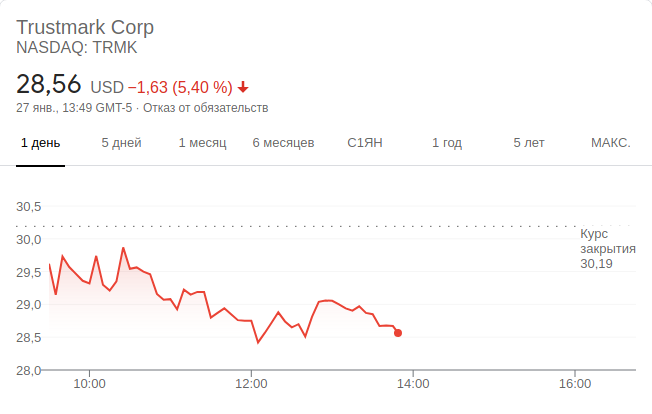 Trustmark Corp
NASDAQ: TRMK
28,56 USD −1,63 (5,40 %)
27 янв., 13:49 GMT-5 · Отказ от обязательств
1 день 5 дней 1 месяц 6 месяцев С1ЯН 1 год 5 лет МАКС.
30,5
30,0
29,5
29,0
28,5
28,0
Курс
закрытия
30,19
10:00 12:00 14:00 16:00